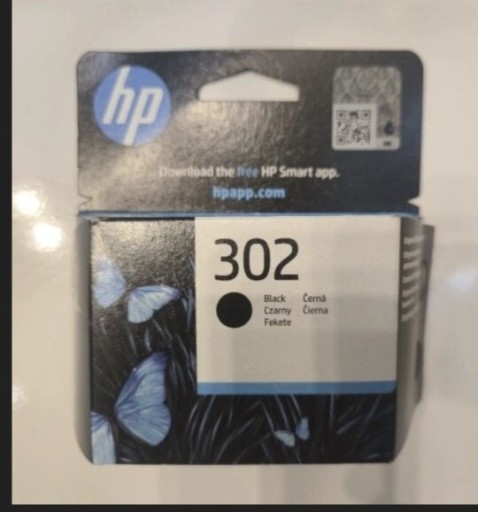 hp
Download the free HP Smart app.
hpapp.com
302
Black Černá
Czarny Čierna
Fekete